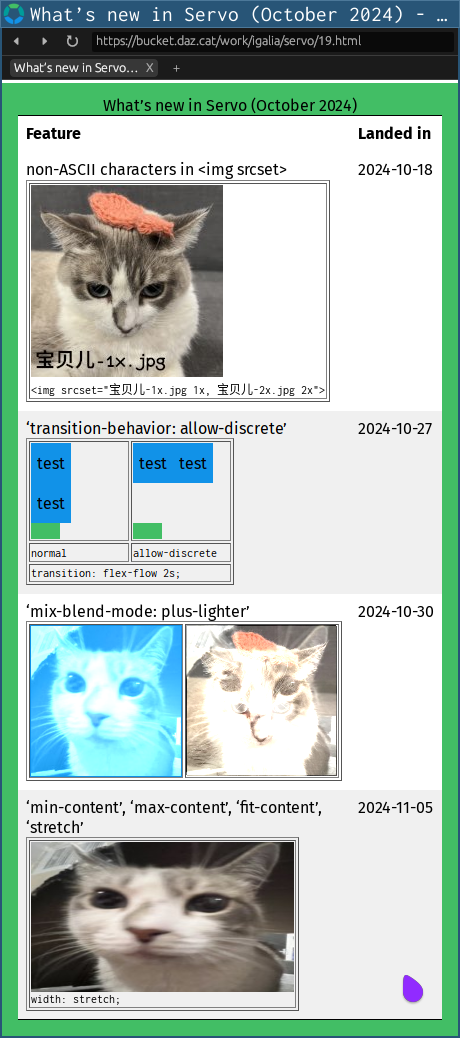 What's new in Servo (October 2024) - …
https://bucket.daz.cat/work/igalia/servo/19.html
What's new in Servo… X +
What's new in Servo (October 2024)
Feature Landed in
non-ASCII characters in <img srcset> 2024-10-18
宝贝儿-1x.jpg
<img srcset="宝贝儿-1x.jpg 1x, 宝贝儿-2x.jpg 2x">
‘transition-behavior: allow-discrete’ 2024-10-27
test test test
test
normal allow-discrete
transition: flex-flow 2s;
‘mix-blend-mode: plus-lighter’ 2024-10-30
‘min-content’, ‘max-content’, ‘fit-content’, 2024-11-05
‘stretch’
width: stretch;